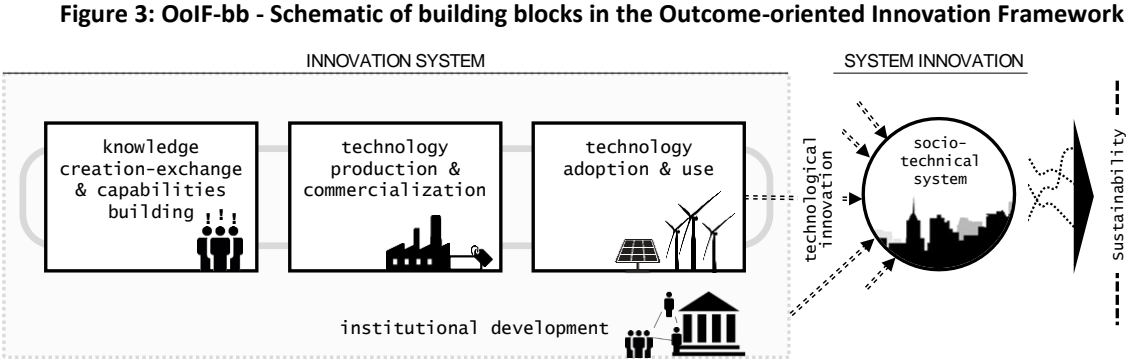 Figure 3: OoIF-bb - Schematic of building blocks in the Outcome-oriented Innovation Framework
INNOVATION SYSTEM
SYSTEM INNOVATION
knowledge
creation-exchange
& capabilities
building
! ! !
technology
production &
commercialization
technology
adoption & use
technological
innovation
socio-
technical
system
Sustainability
institutional development